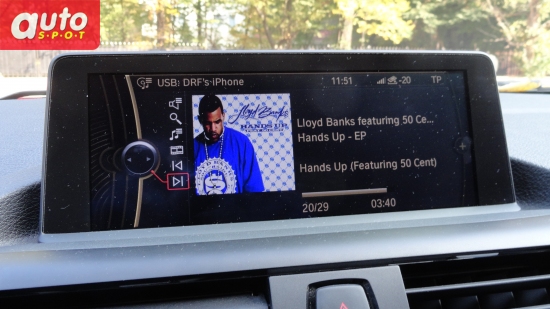 auto
SPOT
USB: DRF's iPhone
11:51
-20
TP
Lloyd Banks
HANDS UP
Lloyd Banks featuring 50 Ce...
Hands Up - EP
Hands Up (Featuring 50 Cent)
20/29
03:40